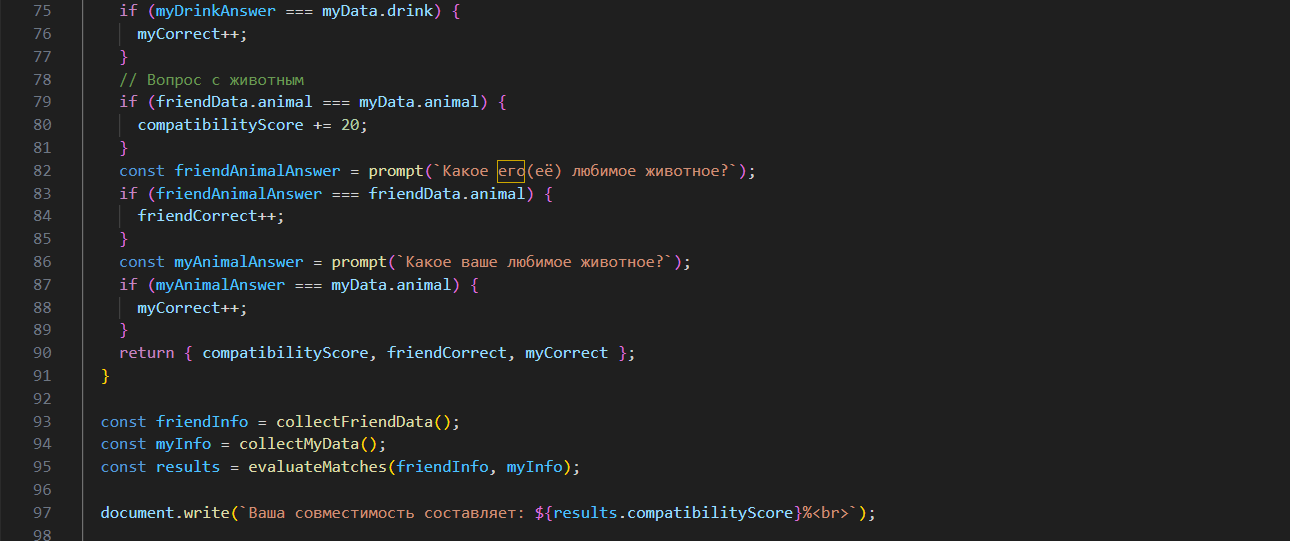 75 if (myDrinkAnswer === myData.drink) {
76 myCorrect++;
77 }
78 // Вопрос с животным
79 if (friendData.animal === myData.animal) {
80 compatibilityScore += 20;
81 }
82 const friendAnimalAnswer = prompt(`Какое его(её) любимое животное?`);
83 if (friendAnimalAnswer === friendData.animal) {
84 friendCorrect++;
85 }
86 const myAnimalAnswer = prompt(`Какое ваше любимое животное?`);
87 if (myAnimalAnswer === myData.animal) {
88 myCorrect++;
89 }
90 return { compatibilityScore, friendCorrect, myCorrect };
91 }
92
93 const friendInfo = collectFriendData();
94 const myInfo = collectMyData();
95 const results = evaluateMatches(friendInfo, myInfo);
96
97 document.write(`Ваша совместимость составляет: ${results.compatibilityScore}%<br>`);
98